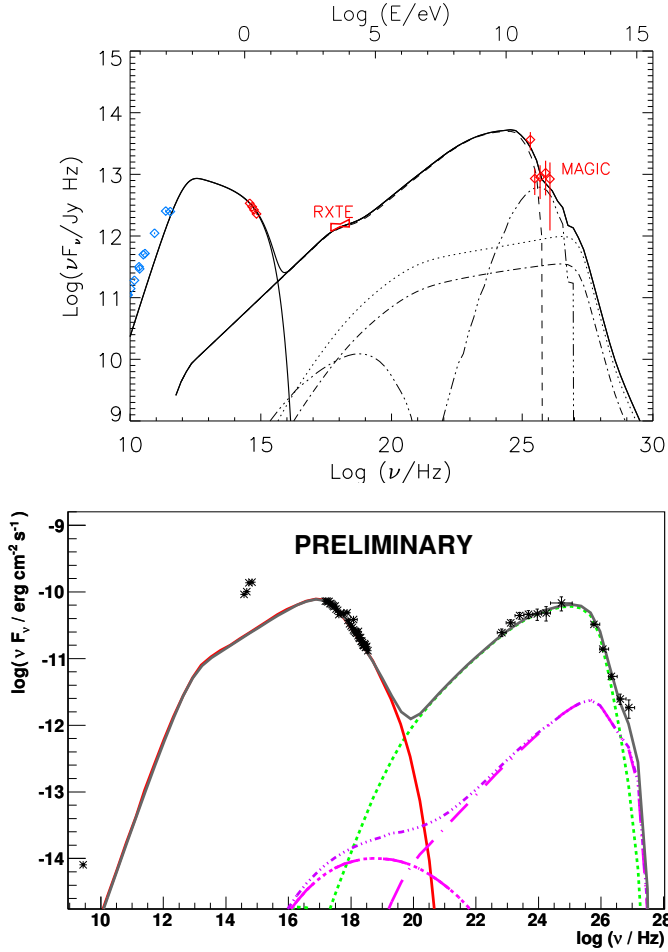 Log (E/eV)
0 5 10 15
15
14
13
12
11
10
9
Log(νFν/Jy Hz)
RXTE
MAGIC
10 15 20 25 30
Log (ν/Hz)
PRELIMINARY
log(ν Fν / erg cm-2 s-1)
-9
-10
-11
-12
-13
-14
10 12 14 16 18 20 22 24 26 28
log (ν / Hz)